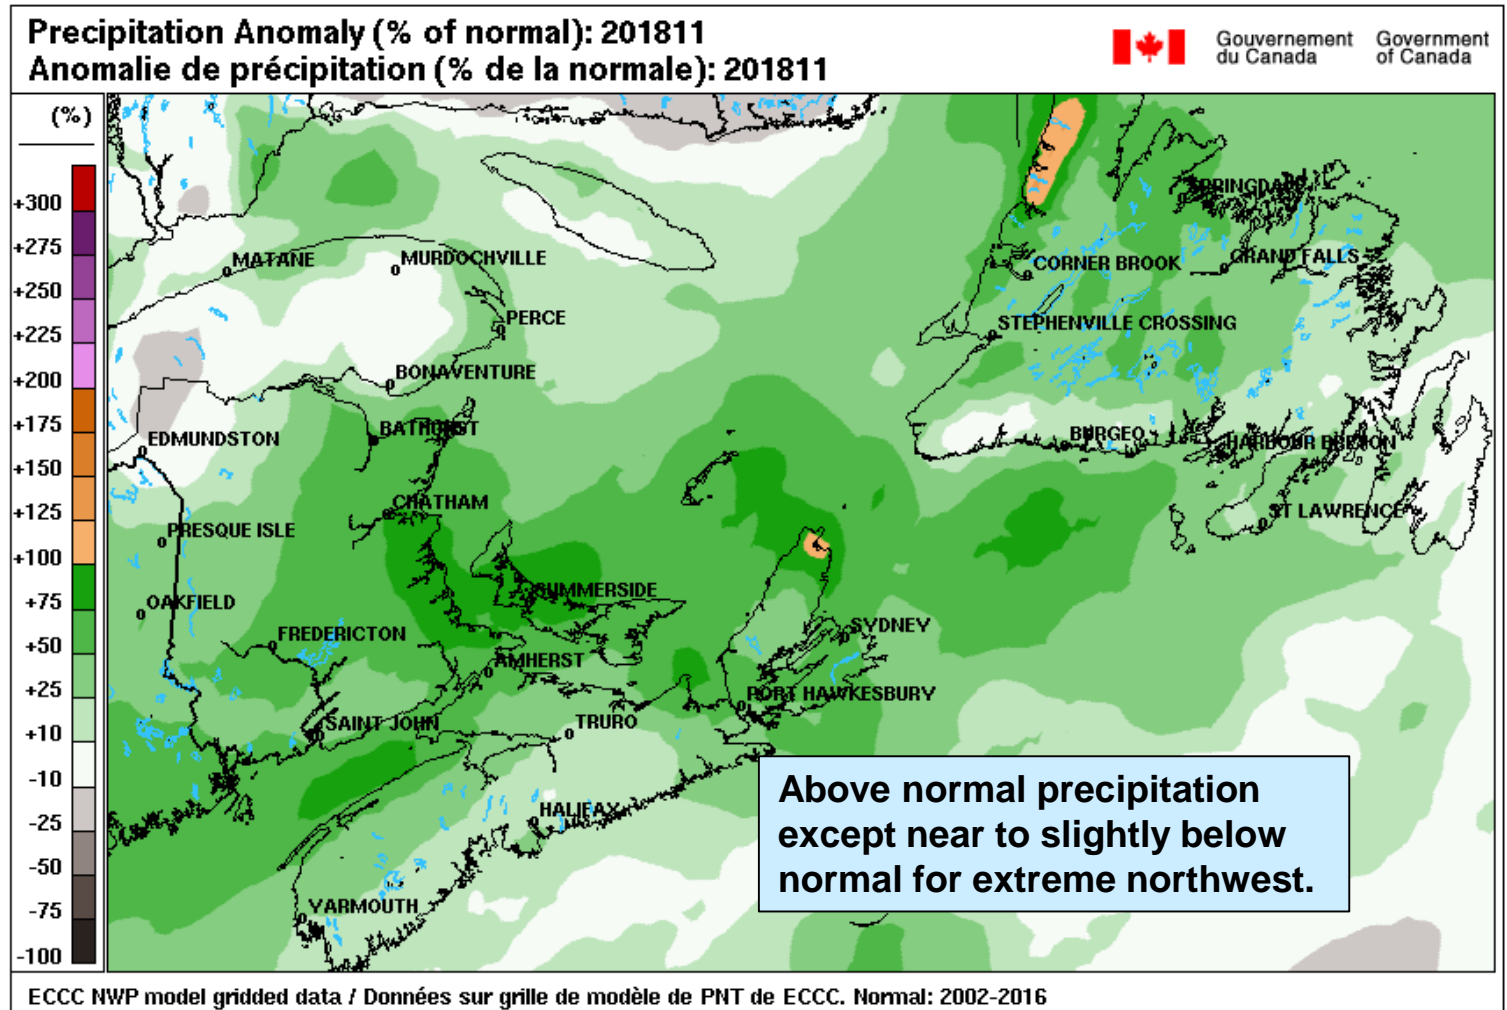 Precipitation Anomaly (% of normal): 201811
Anomalie de précipitation (% de la normale): 201811
Gouvernement
du Canada
Government
of Canada
(%)
+300
+275
+250
+225
+200
+175
+150
+125
+100
+75
+50
+25
+10
-10
-25
-50
-75
-100
SPRINGDALE
MATANE
MURDOCHVILLE
CORNER BROOK
GRAND FALLS
PERCE
STEPHENVILLE CROSSING
BONAVENTURE
EDMUNDSTON
BATHURST
BURGEO
HARBOUR BRETON
CHATHAM
PRESQUE ISLE
ST LAWRENCE
OAKFIELD
SUMMERSIDE
FREDERICTON
SYDNEY
AMHERST
PORT HAWKESBURY
SAINT JOHN
TRURO
HALIFAX
YARMOUTH
Above normal precipitation
except near to slightly below
normal for extreme northwest.
ECCC NWP model gridded data / Données sur grille de modèle de PNT de ECCC. Normal: 2002-2016